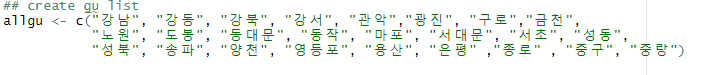 ## create gu list
allgu <- c("강남", "강동", "강북", "강서", "관악","광진", "구로","금천",
"노원", "도봉", "동대문", "동작", "마포", "서대문", "서초", "성동",
"성북", "송파", "양천", "영등포", "용산", "은평" ,"종로" , "중구", "중랑")